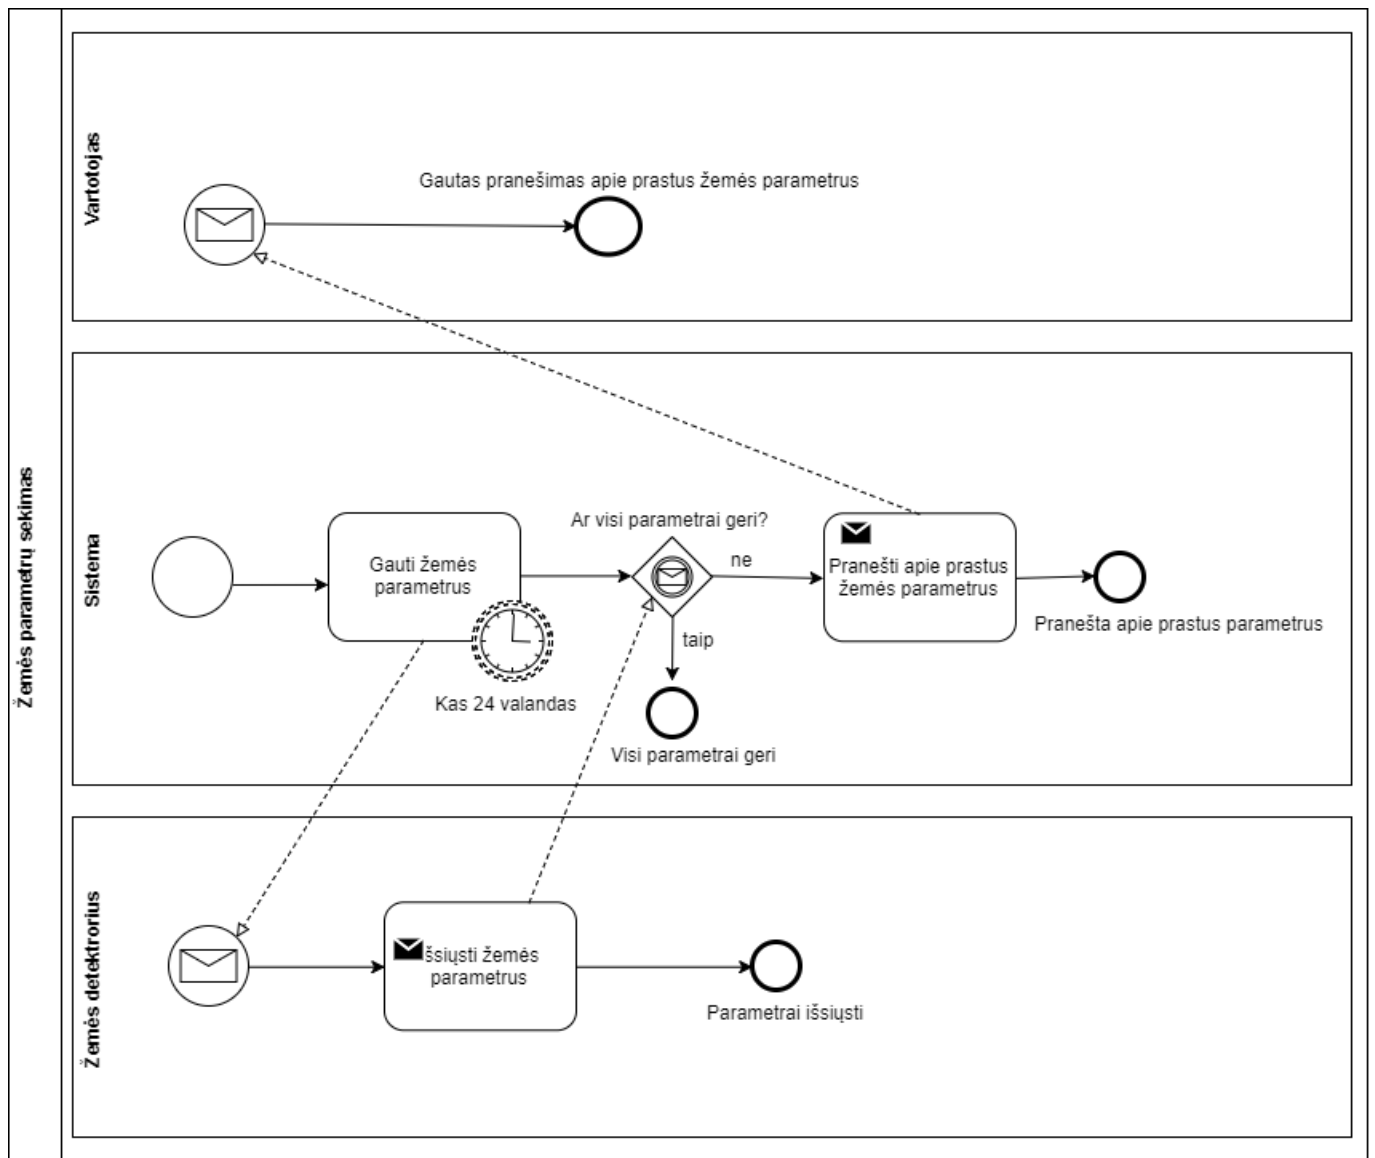 Žemės parametrų sekimas
Vartotojas
Gautas pranešimas apie prastus žemės parametrus
Sistema
Gauti žemės
parametrus
Kas 24 valandas
Ar visi parametrai geri?
ne
taip
Visi parametrai geri
Pranešti apie prastus
žemės parametrus
Pranešta apie prastus parametrus
Žemės detektrorius
šsiųsti žemės
parametrus
Parametrai išsiųsti